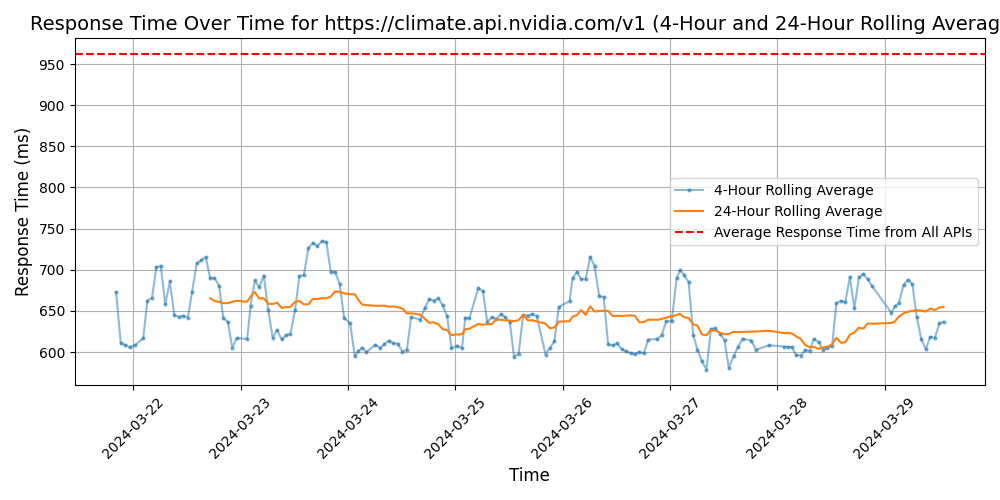 Response Time Over Time for https://climate.api.nvidia.com/v1 (4-Hour and 24-Hour Rolling Averag
Response Time (ms)
950
900
850
800
750
700
650
600
4-Hour Rolling Average
24-Hour Rolling Average
Average Response Time from All APIs
2024-03-22
2024-03-23
2024-03-24
2024-03-25
2024-03-26
2024-03-27
2024-03-28
2024-03-29
Time